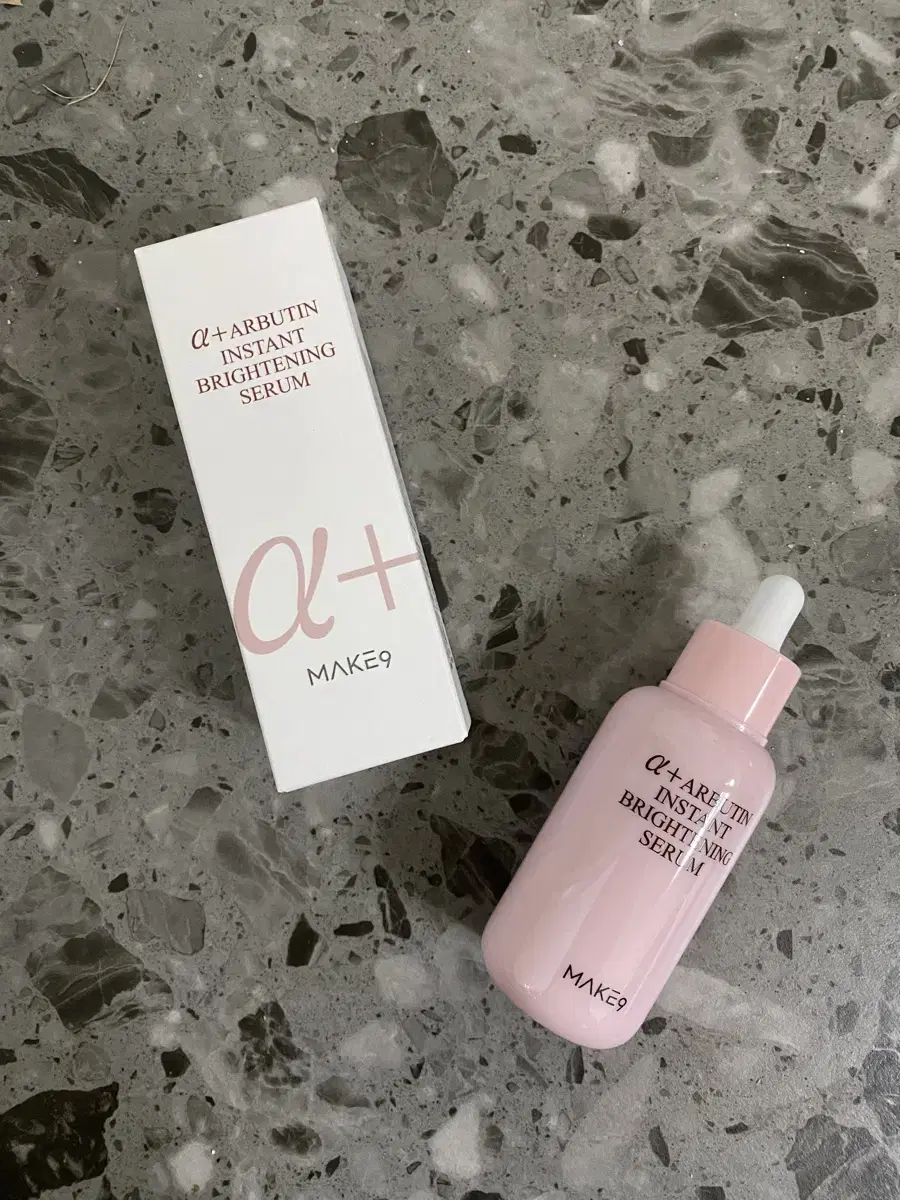 α+ARBUTIN
INSTANT
BRIGHTENING
SERUM
α+
MAKE9
α+ARBUTIN
INSTANT
BRIGHTENING
SERUM
MAKE9